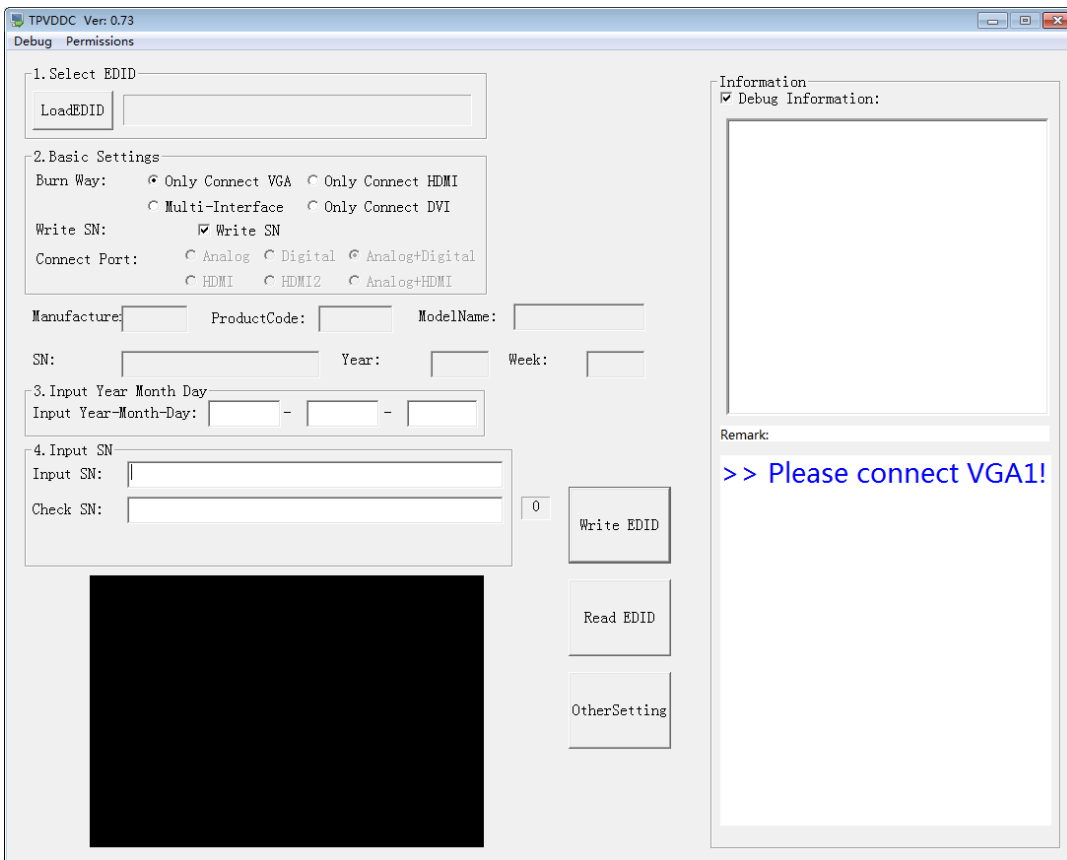 TPVDDC Ver: 0.73
Debug Permissions
1.Select EDID
LoadEDID
2.Basic Settings
Burn Way: Only Connect VGA Only Connect HDMI
Multi-Interface Only Connect DVI
Write SN: Write SN
Connect Port: Analog Digital Analog+Digital
HDMI HDMI2 Analog+HDMI
Manufacture: ProductCode: ModelName:
SN: Year: Week:
3.Input Year Month Day
Input Year-Month-Day: - -
4.Input SN
Input SN:
Check SN:
0
Write EDID
Read EDID
OtherSetting
Information
Debug Information:
Remark:
>> Please connect VGA1!